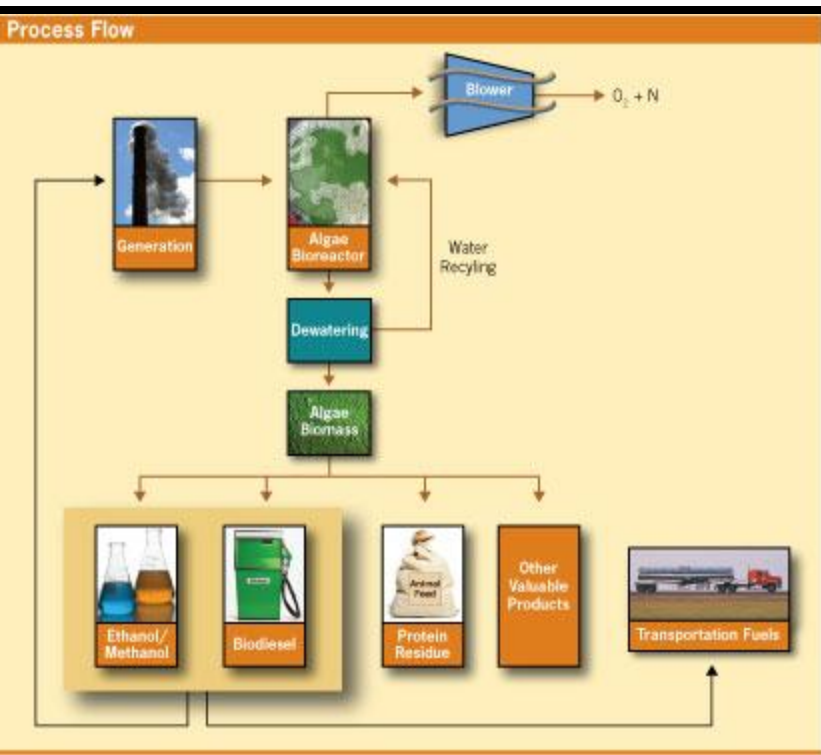 Process Flow
Blower
O₂ + N
Generation
Algae
Bioreactor
Water
Recyling
Dewatering
Algae
Biomass
Ethanol/
Methanol
Biodiesel
Animal
Feed
Protein
Residue
Other
Valuable
Products
Transportation Fuels